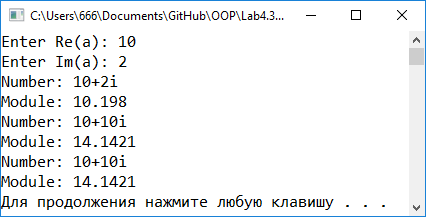 C:\Users\666\Documents\GitHub\OOP\Lab4.3...
Enter Re(a): 10
Enter Im(a): 2
Number: 10+2i
Module: 10.198
Number: 10+10i
Module: 14.1421
Number: 10+10i
Module: 14.1421
Для продолжения нажмите любую клавишу . . .